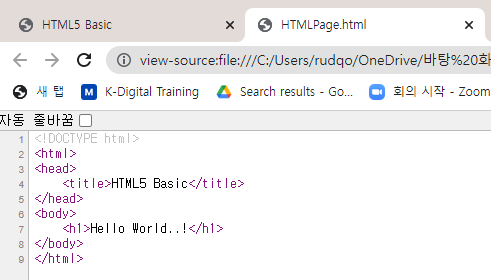 HTML5 Basic
HTMLPage.html
view-source:file:///C:/Users/rudqo/OneDrive/바탕%20화
새 탭
K-Digital Training
Search results - Go...
회의 시작 - Zoom
자동 줄바꿈
1 <!DOCTYPE html>
2 <html>
3 <head>
4 <title>HTML5 Basic</title>
5 </head>
6 <body>
7 <h1>Hello World..!</h1>
8 </body>
9 </html>